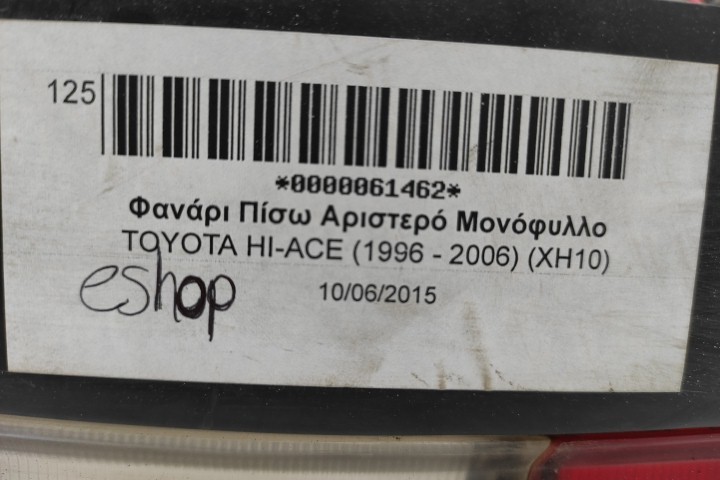 125
*0000061462*
Φανάρι Πίσω Αριστερό Μονόφυλλο
TOYOTA HI-ACE (1996 - 2006) (XH10)
eshop
10/06/2015